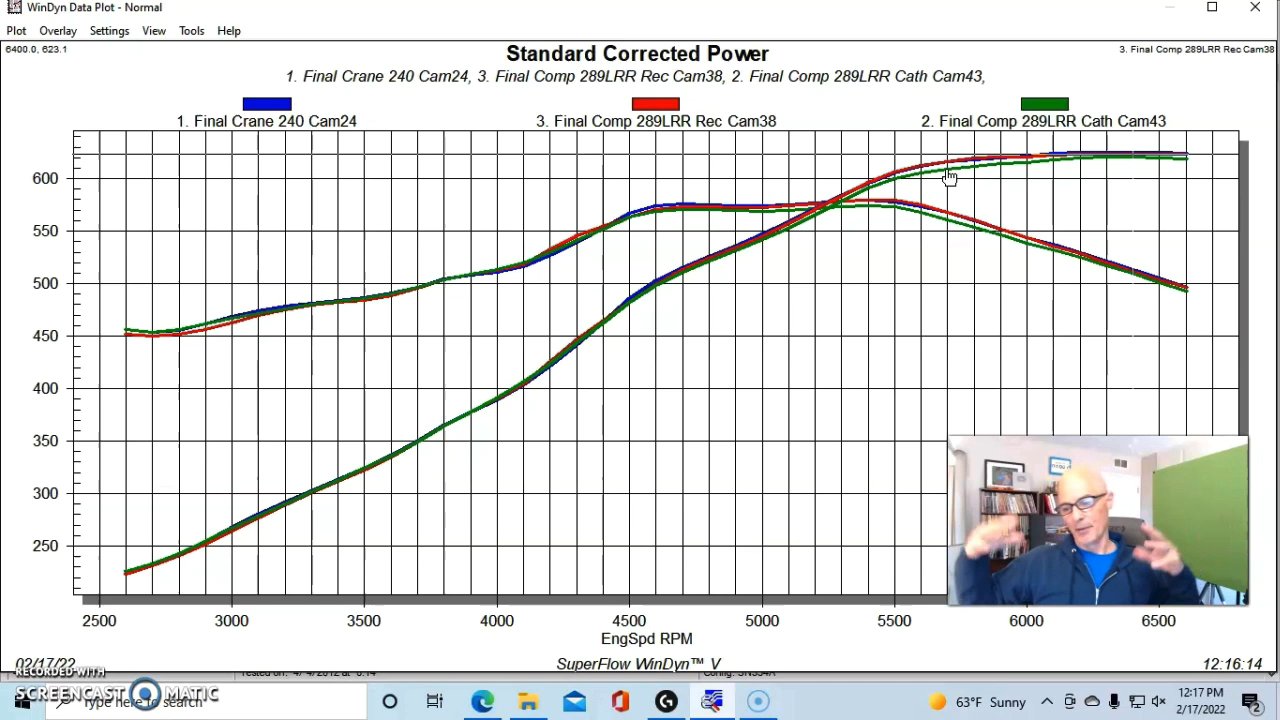 WinDyn Data Plot - Normal
Plot Overlay Settings View Tools Help
6400.0, 623.1
3. Final Comp 289LRR Rec Cam38
Standard Corrected Power
1. Final Crane 240 Cam24, 3. Final Comp 289LRR Rec Cam38, 2. Final Comp 289LRR Cath Cam43,
1. Final Crane 240 Cam24
3. Final Comp 289LRR Rec Cam38
2. Final Comp 289LRR Cath Cam43
600
550
500
450
400
350
300
250
2500 3000 3500 4000 4500 5000 5500 6000 6500
EngSpd RPM
02/17/22
SuperFlow WinDyn™ V
12:16:14
RECORDED WITH
SCREENCAST MATIC
Type here to search
63°F Sunny
12:17 PM
2/17/2022
2